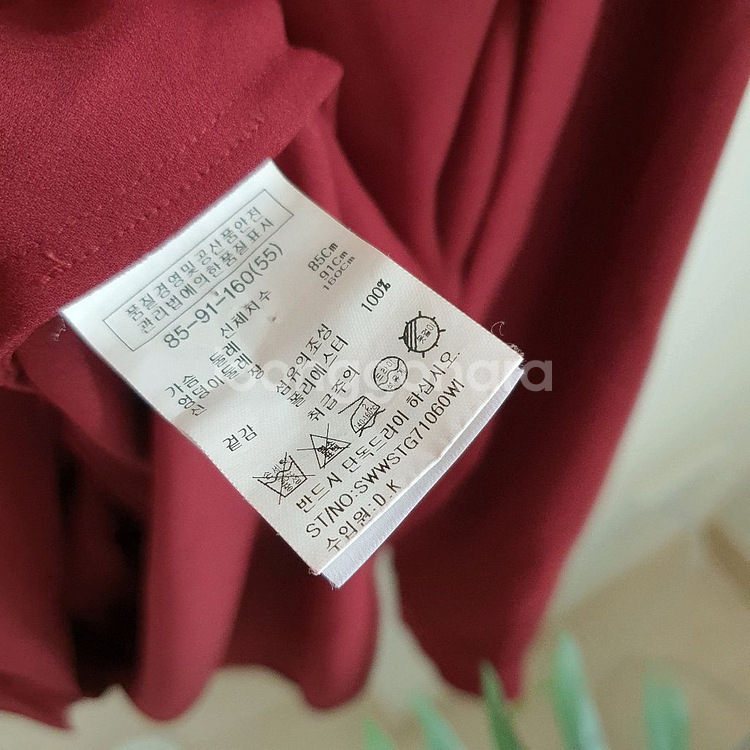 품질경영및공산품안전
관리법에의한품질표시
85-91-160(55)
신체치수
가슴둘레 85Cm
엉덩이둘레 91Cm
신장 160Cm
섬유의조성
겉감 폴리에스터 100%
취급주의
반드시 단독드라이 하십시오.
ST/NO:SWWSTG71060WI
수입원:D.K
bonggonara